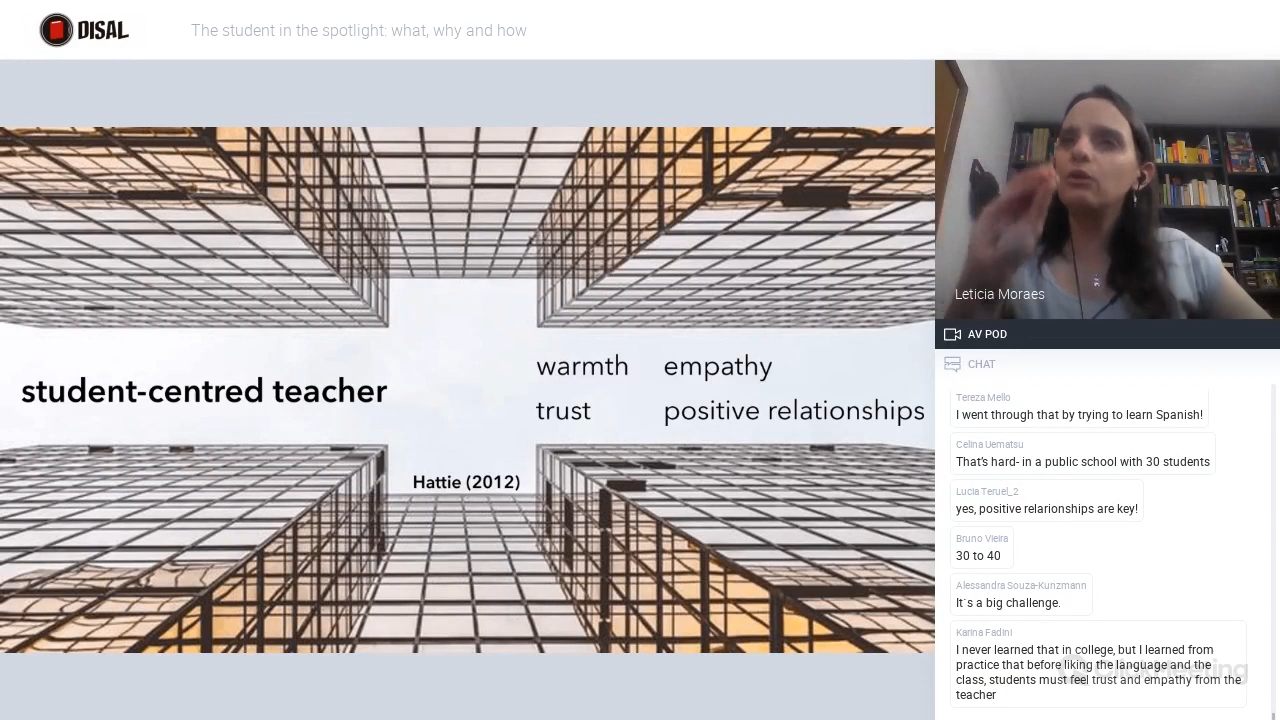 DISAL
The student in the spotlight: what, why and how
student-centred teacher
warmth empathy
trust positive relationships
Hattie (2012)
Leticia Moraes
AV POD
CHAT
Tereza Mello
I went through that by trying to learn Spanish!
Celina Uematsu
That's hard- in a public school with 30 students
Lucia Teruel_2
yes, positive relarionships are key!
Bruno Vieira
30 to 40
Alessandra Souza-Kunzmann
It´s a big challenge.
Karina Fadini
I never learned that in college, but I learned from
practice that before liking the language and the
class, students must feel trust and empathy from the
teacher
ClickMeeting